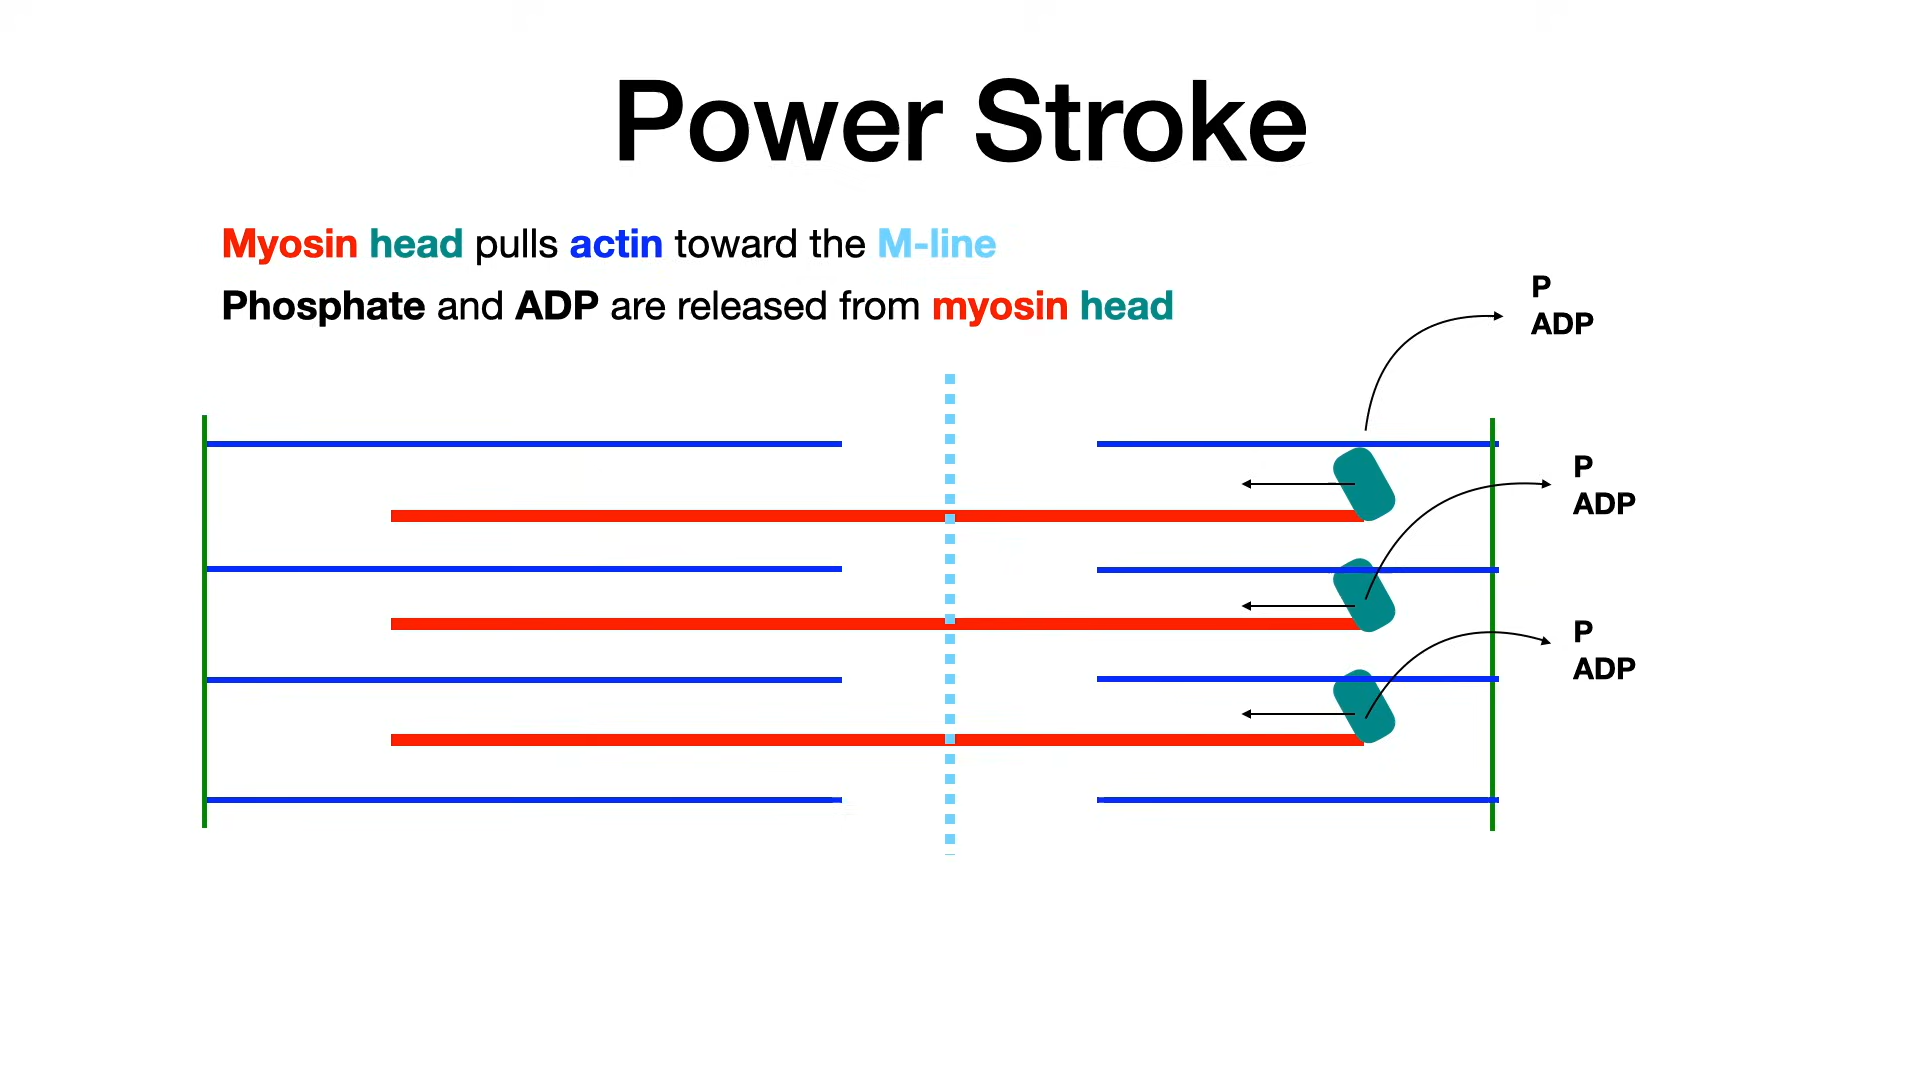 Power Stroke
Myosin head pulls actin toward the M-line
Phosphate and ADP are released from myosin head
P
ADP
P
ADP
P
ADP